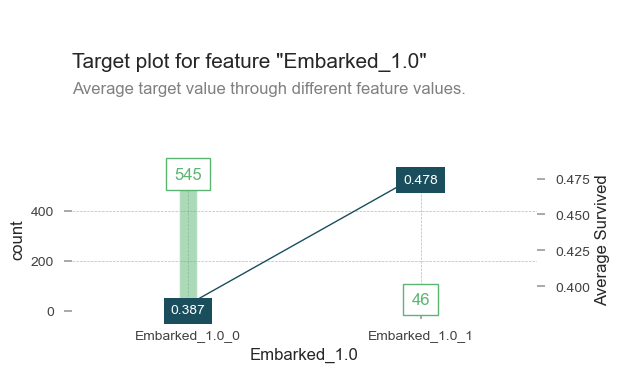 Target plot for feature "Embarked_1.0"
Average target value through different feature values.
545
0.478
0.475
400
0.450
count
Average Survived
200
0.425
46
0.400
0
0.387
Embarked_1.0_0
Embarked_1.0_1
Embarked_1.0